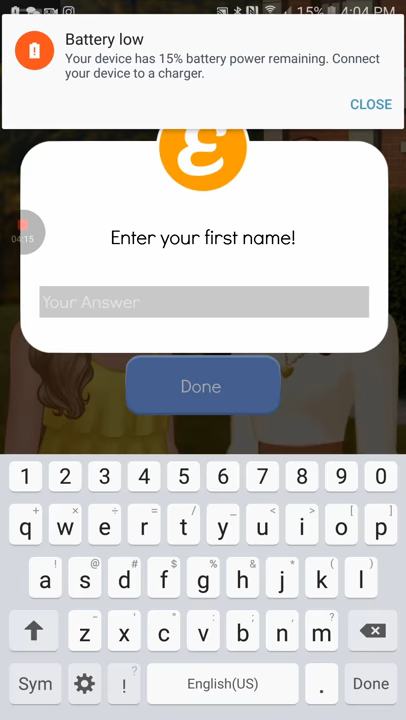 15% 4:04 PM
Battery low
Your device has 15% battery power remaining. Connect
your device to a charger.
CLOSE
ε
04:15
Enter your first name!
Your Answer
Done
1 2 3 4 5 6 7 8 9 0
+ × ÷ = / _ < > [ ]
q w e r t y u i o p
! @ # $ % ^ & * ( )
a s d f g h j k l
- ' " : ; , ?
z x c v b n m
Sym ! ? English(US) . Done